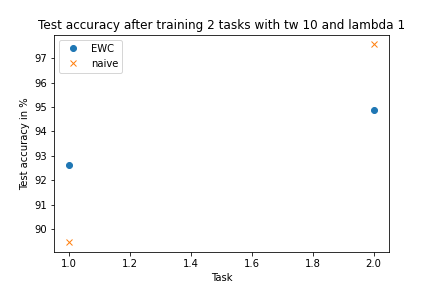 Test accuracy after training 2 tasks with tw 10 and lambda 1
EWC
naive
Test accuracy in %
97
96
95
94
93
92
91
90
1.0 1.2 1.4 1.6 1.8 2.0
Task